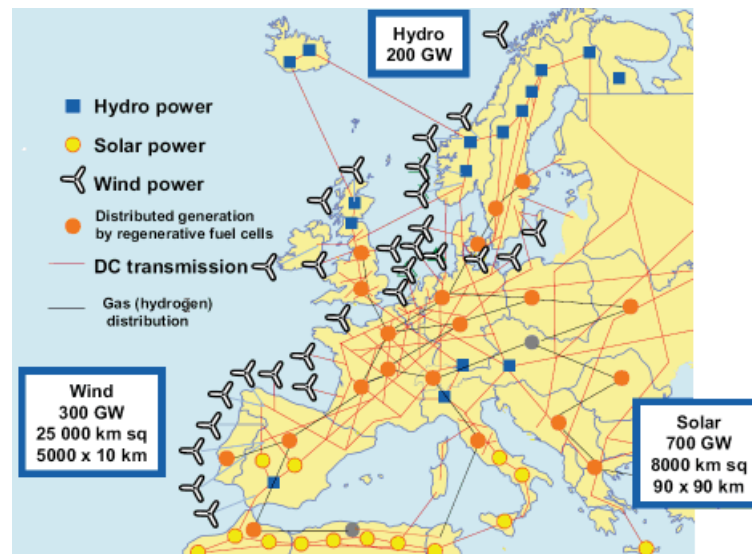 Hydro
200 GW
Hydro power
Solar power
Wind power
Distributed generation
by regenerative fuel cells
DC transmission
Gas (hydrogen)
distribution
Wind
300 GW
25 000 km sq
5000 x 10 km
Solar
700 GW
8000 km sq
90 x 90 km